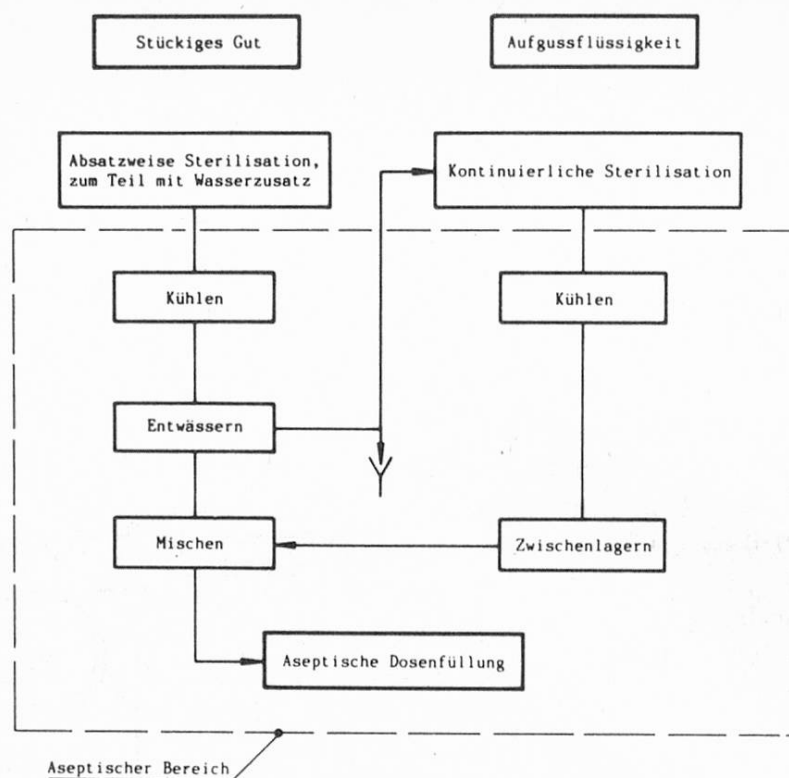 Stückiges Gut
Aufgussflüssigkeit
Absatzweise Sterilisation,
zum Teil mit Wasserzusatz
Kontinuierliche Sterilisation
Kühlen
Kühlen
Entwässern
Mischen
Zwischenlagern
Aseptische Dosenfüllung
Aseptischer Bereich